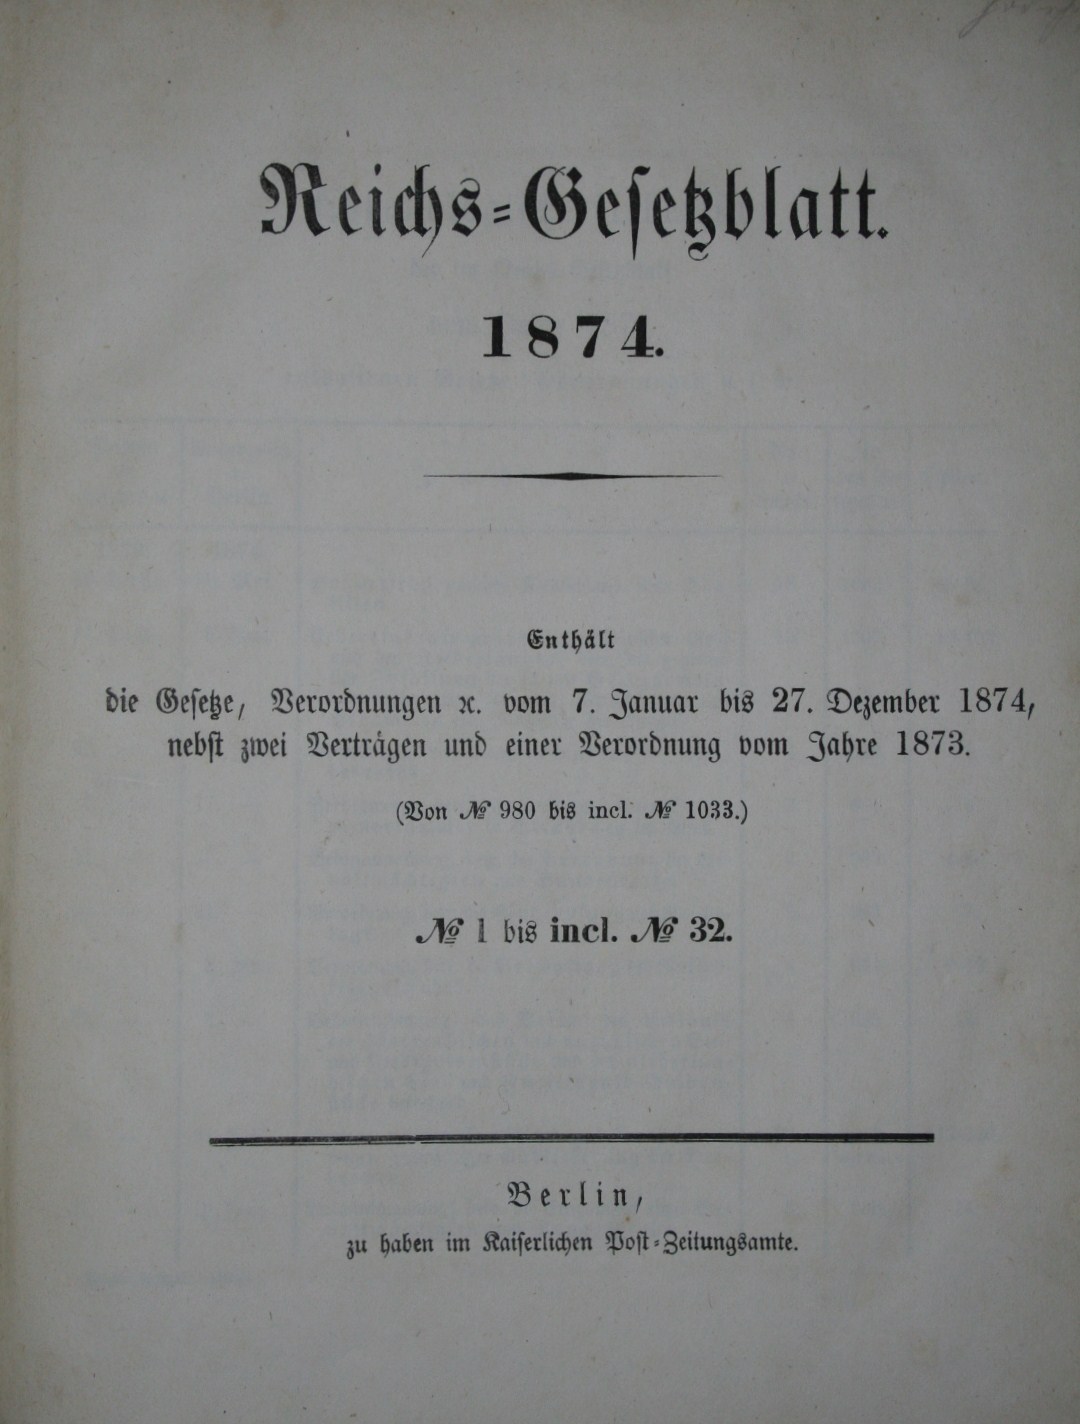 Reichs-Gesetzblatt.
1874.
Enthält
die Gesetze, Verordnungen ꝛc. vom 7. Januar bis 27. Dezember 1874,
nebst zwei Verträgen und einer Verordnung vom Jahre 1873.
(Von № 980 bis incl. № 1033.)
№ 1 bis incl. № 32.
Berlin,
zu haben im Kaiserlichen Post-Zeitungsamte.